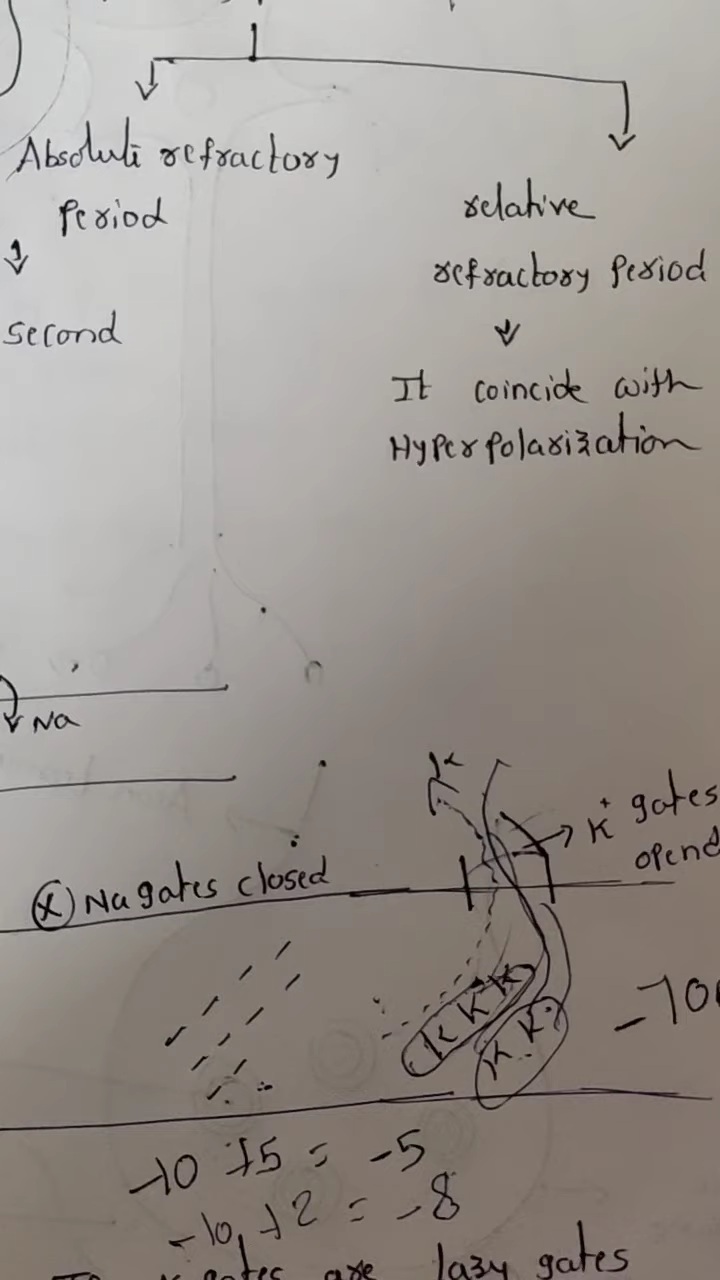 Absolute refractory
Period
second
relative
refractory Period
It coincide with
Hyperpolarization
Na
K
K+ gates
opend
(x) Na gates closed
K K K
K K
-70
-10 +5 = -5
-10 +2 = -8
gates are lazy gates